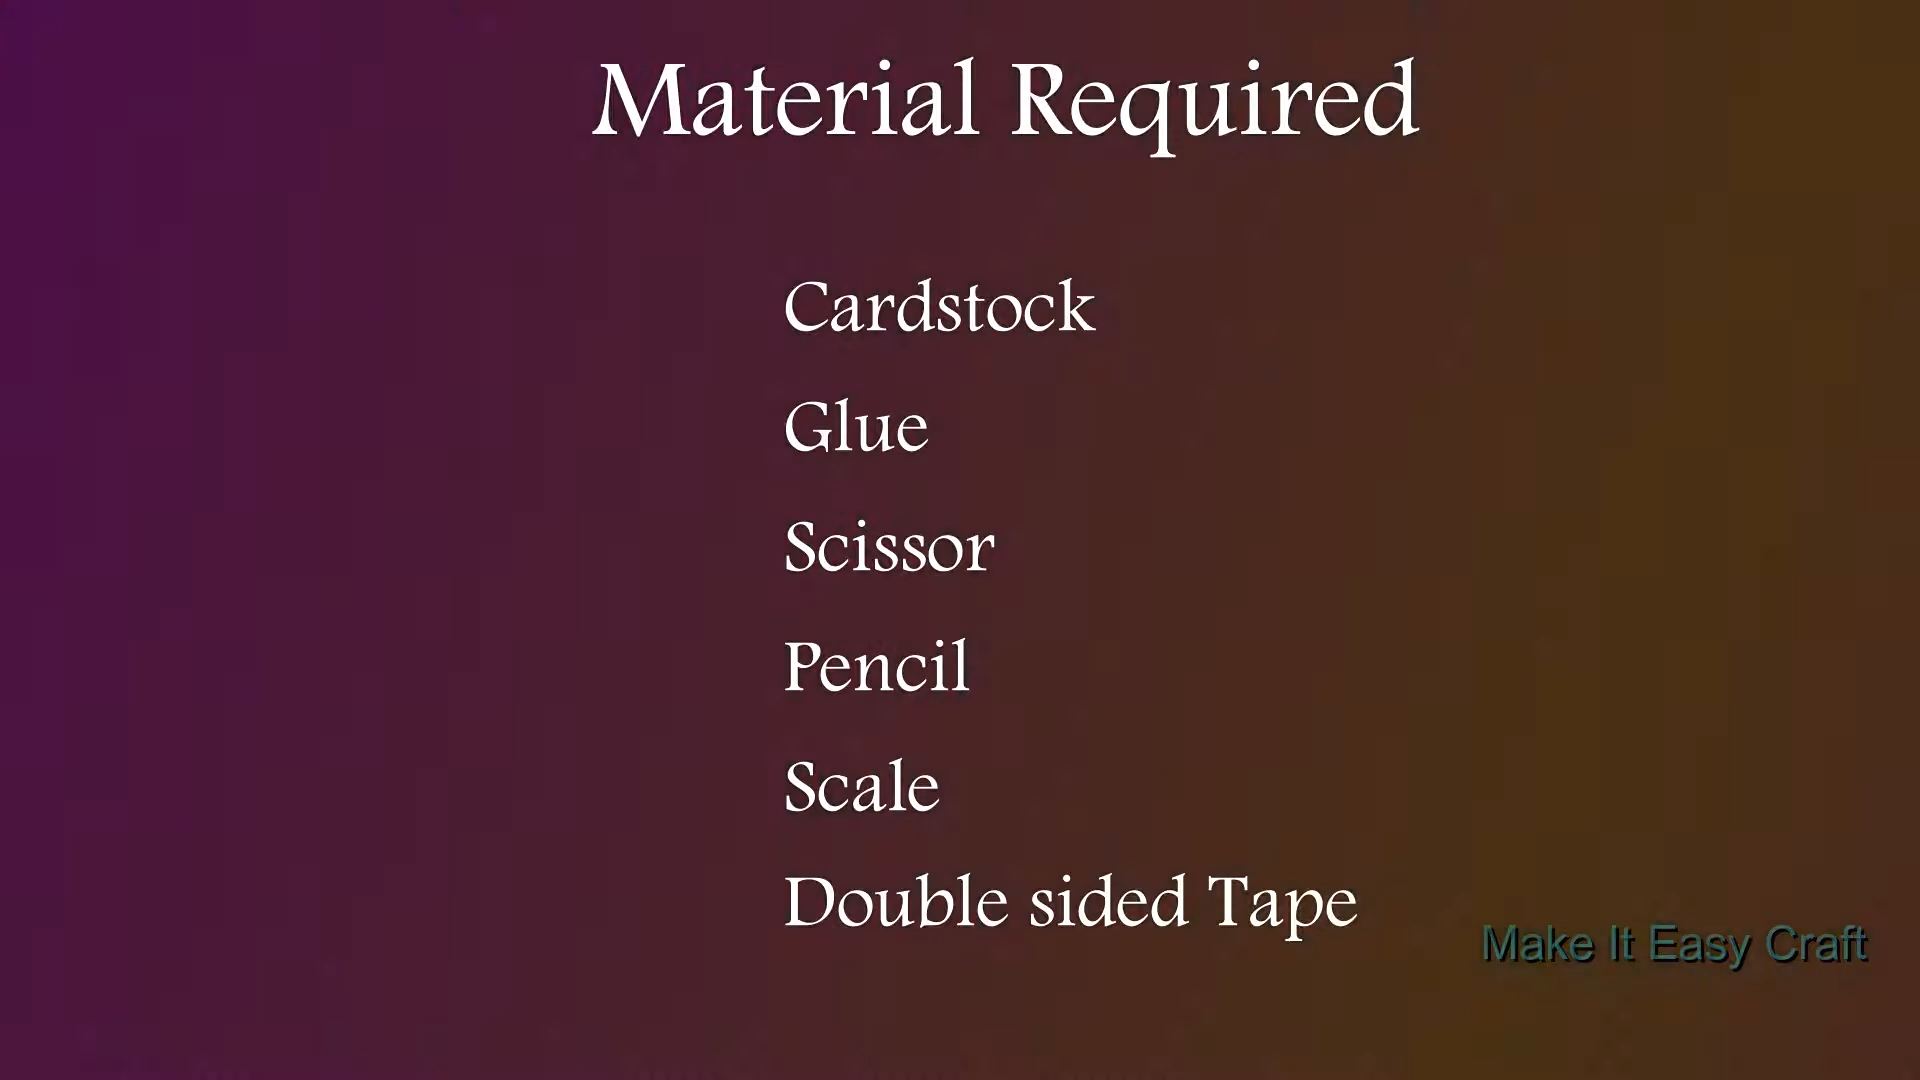 Material Required
Cardstock
Glue
Scissor
Pencil
Scale
Double sided Tape
Make It Easy Craft